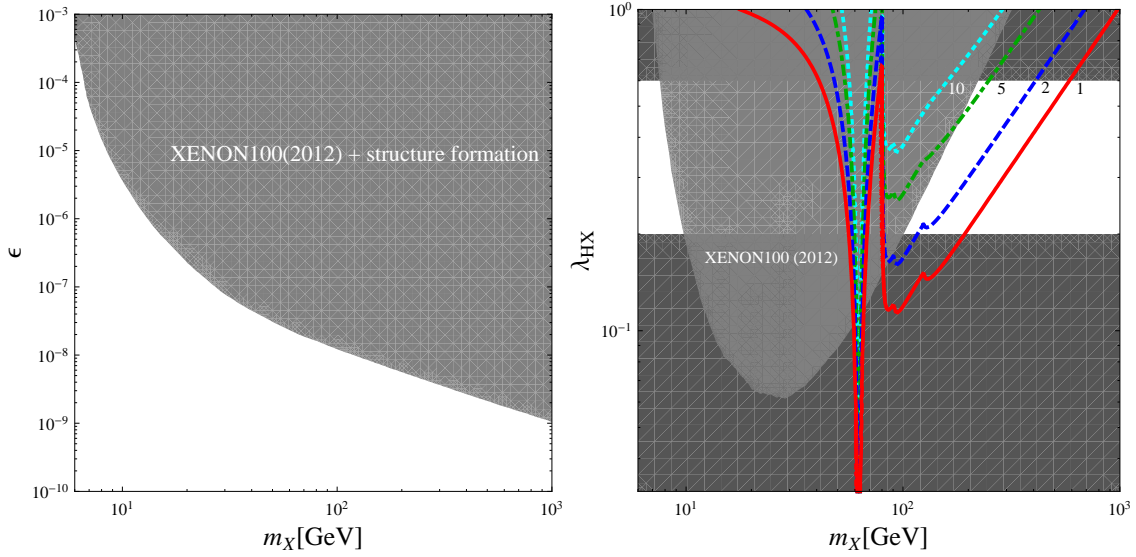 10⁻³
10⁻⁴
10⁻⁵
10⁻⁶
10⁻⁷
10⁻⁸
10⁻⁹
10⁻¹⁰
ϵ
XENON100(2012) + structure formation
10¹ 10² 10³
m_X[GeV]
10⁰
10⁻¹
λ_HX
10 5 2 1
XENON100 (2012)
10¹ 10² 10³
m_X[GeV]